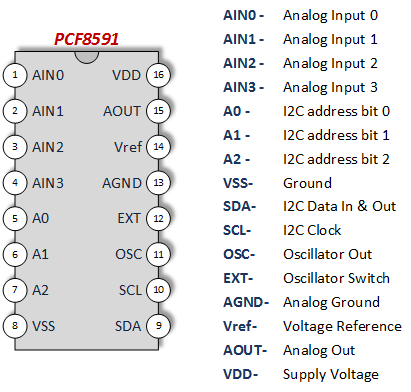 PCF8591
1 AIN0 VDD 16
2 AIN1 AOUT 15
3 AIN2 Vref 14
4 AIN3 AGND 13
5 A0 EXT 12
6 A1 OSC 11
7 A2 SCL 10
8 VSS SDA 9
AIN0 - Analog Input 0
AIN1 - Analog Input 1
AIN2 - Analog Input 2
AIN3 - Analog Input 3
A0 - I2C address bit 0
A1 - I2C address bit 1
A2 - I2C address bit 2
VSS- Ground
SDA- I2C Data In & Out
SCL- I2C Clock
OSC- Oscillator Out
EXT- Oscillator Switch
AGND- Analog Ground
Vref- Voltage Reference
AOUT- Analog Out
VDD- Supply Voltage